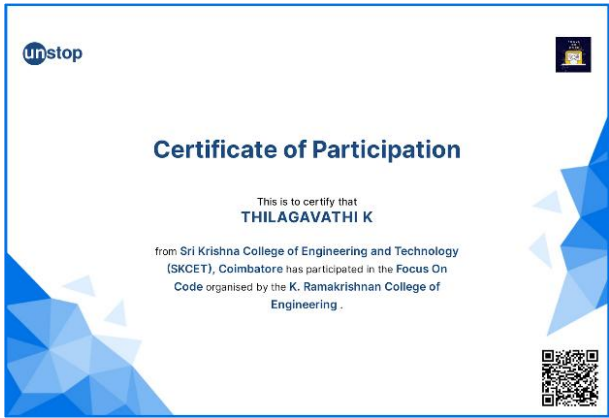 unstop
Certificate of Participation
This is to certify that
THILAGAVATHI K
from Sri Krishna College of Engineering and Technology
(SKCET), Coimbatore has participated in the Focus On
Code organised by the K. Ramakrishnan College of
Engineering .